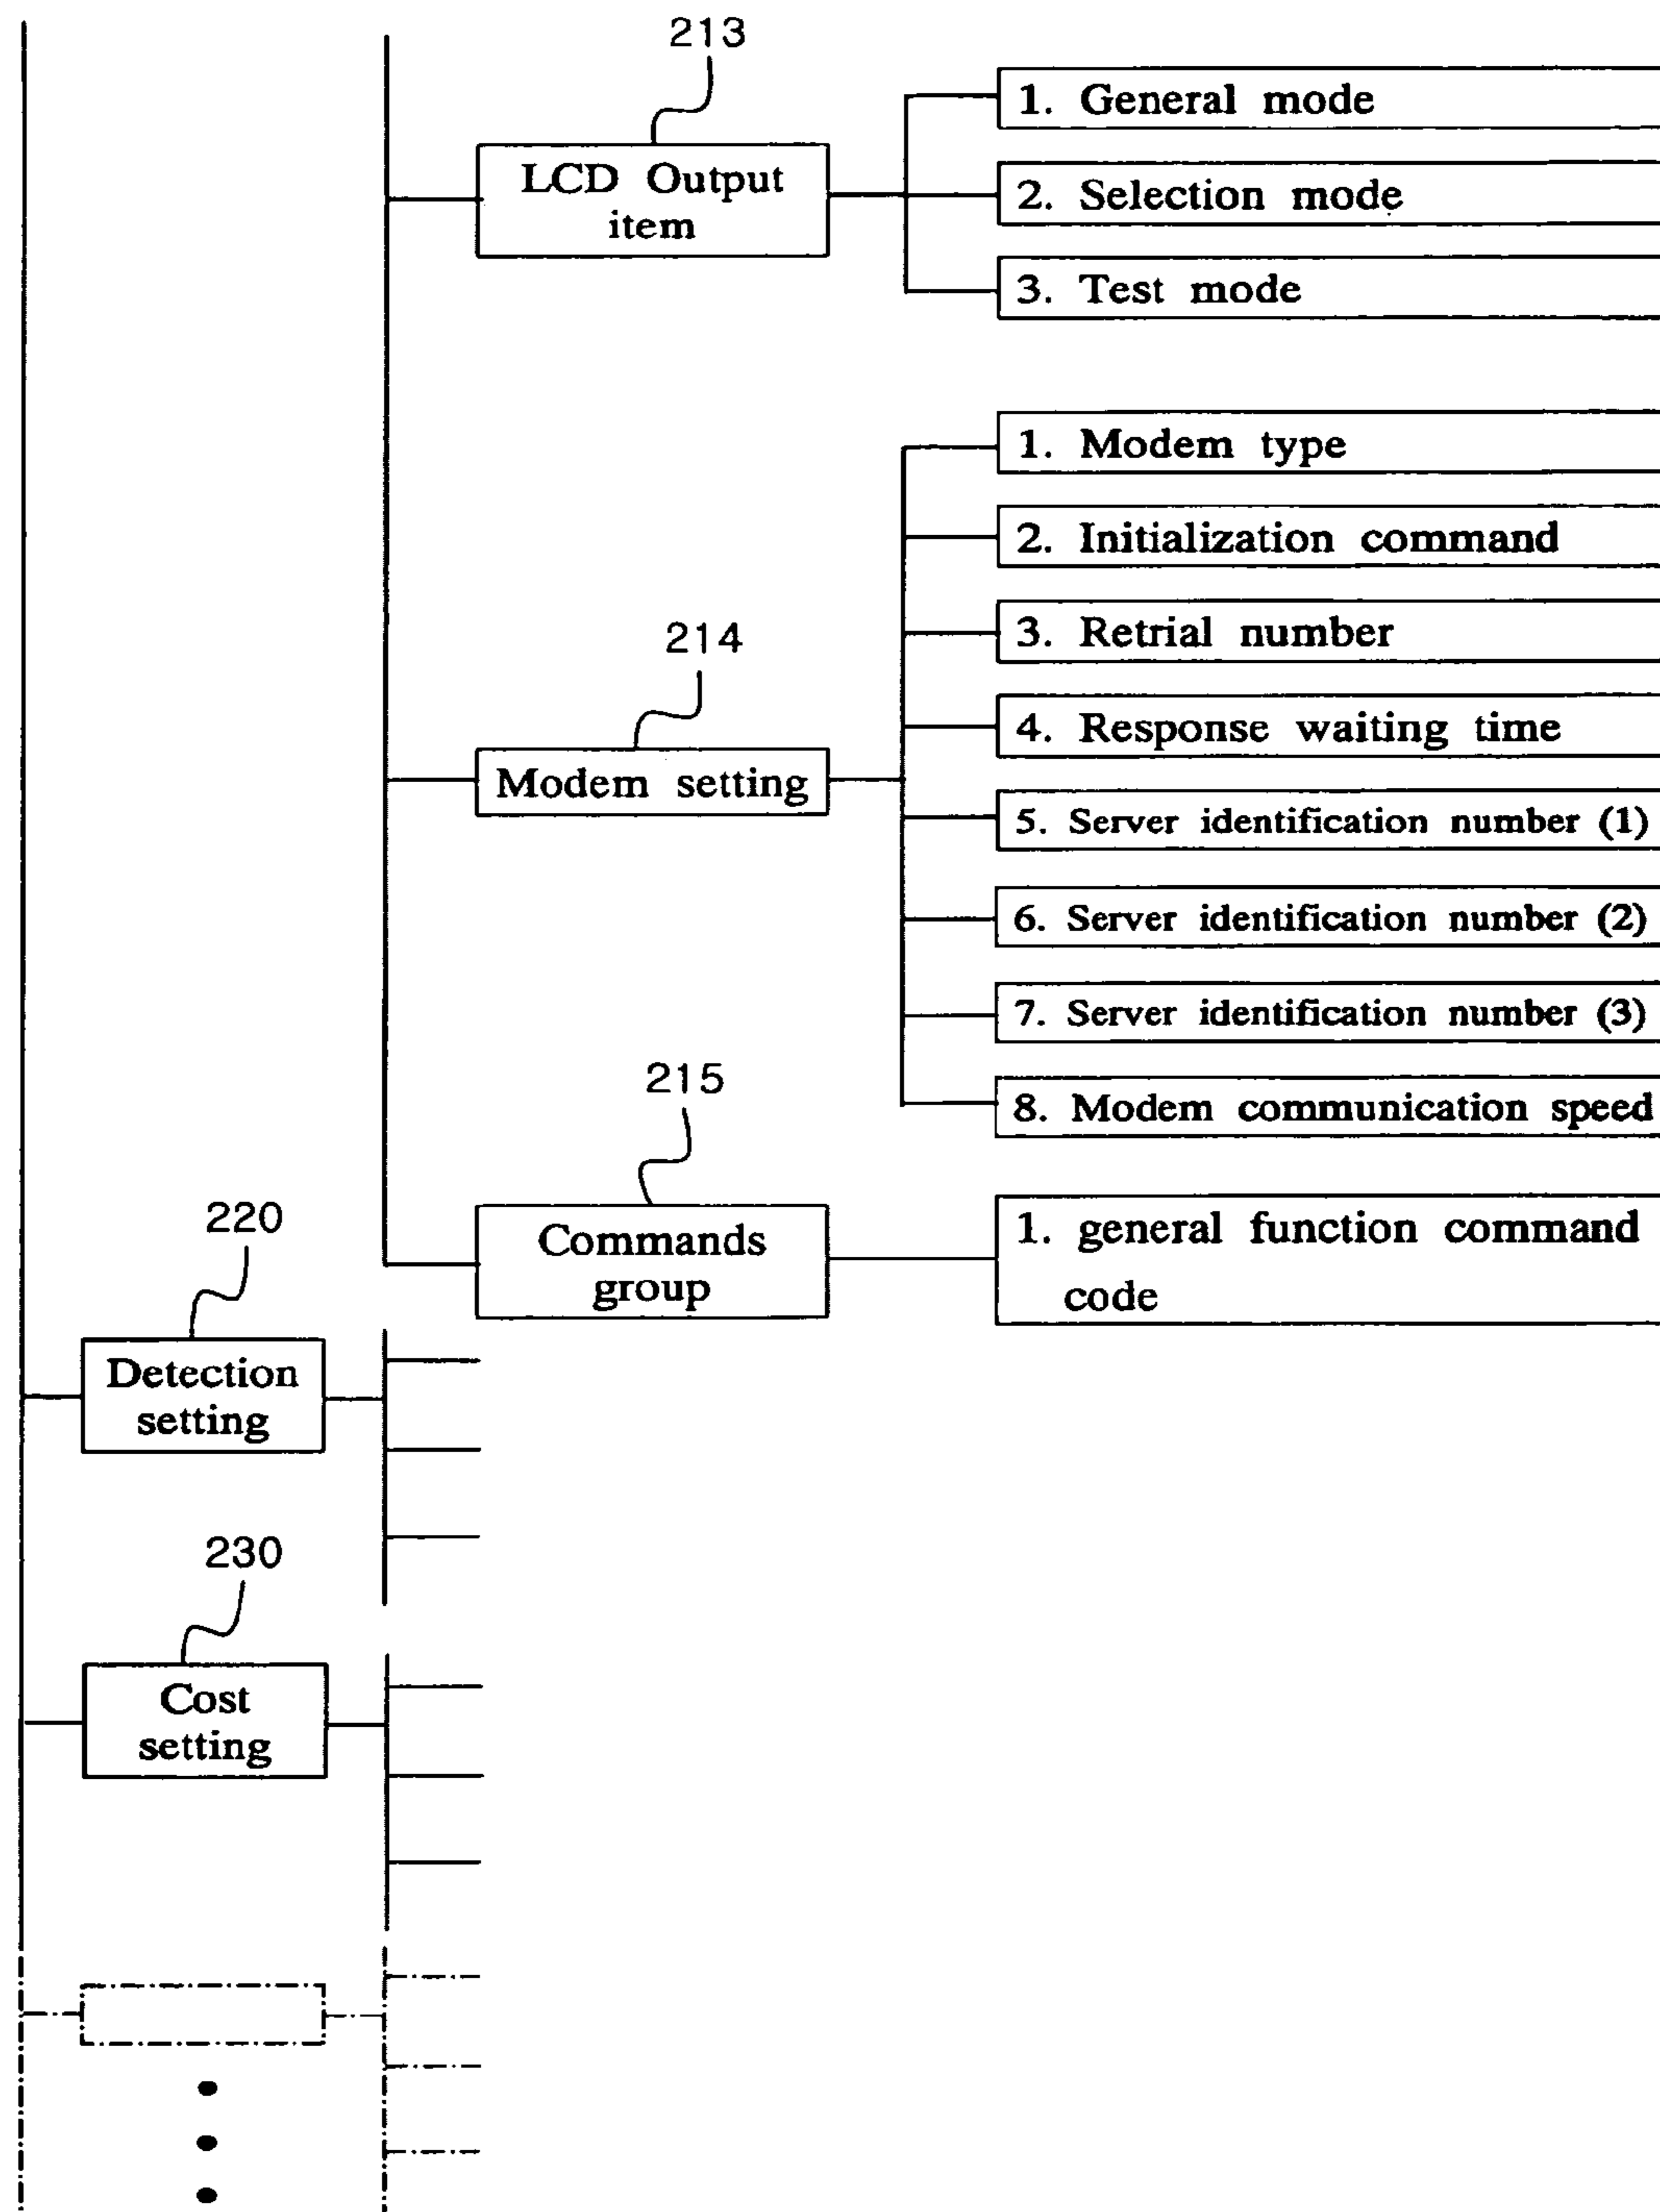 213
LCD Output
item
1. General mode
2. Selection mode
3. Test mode
214
Modem setting
1. Modem type
2. Initialization command
3. Retrial number
4. Response waiting time
5. Server identification number (1)
6. Server identification number (2)
7. Server identification number (3)
8. Modem communication speed
215
Commands
group
1. general function command
code
220
Detection
setting
230
Cost
setting